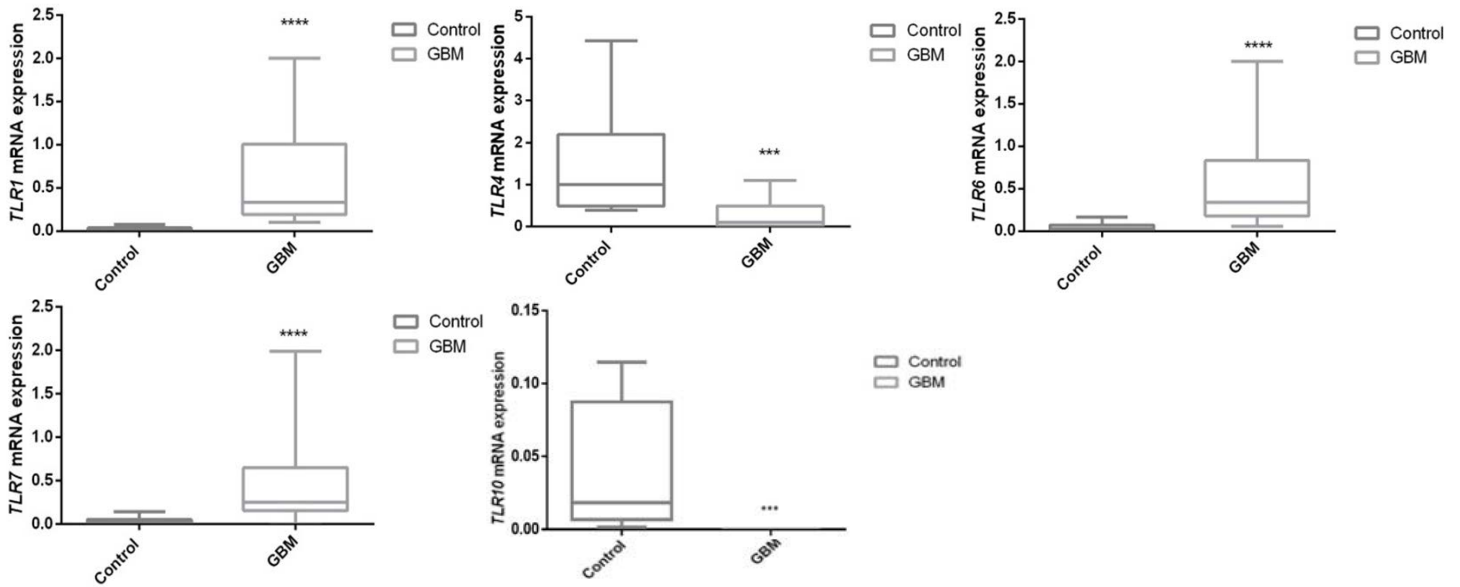 TLR1 mRNA expression
2.5
2.0
1.5
1.0
0.5
0.0
****
Control
GBM
Control
GBM
TLR4 mRNA expression
5
4
3
2
1
0
***
Control
GBM
Control
GBM
TLR6 mRNA expression
2.5
2.0
1.5
1.0
0.5
0.0
****
Control
GBM
Control
GBM
TLR7 mRNA expression
2.5
2.0
1.5
1.0
0.5
0.0
****
Control
GBM
Control
GBM
TLR10 mRNA expression
0.15
0.10
0.05
0.00
***
Control
GBM
Control
GBM